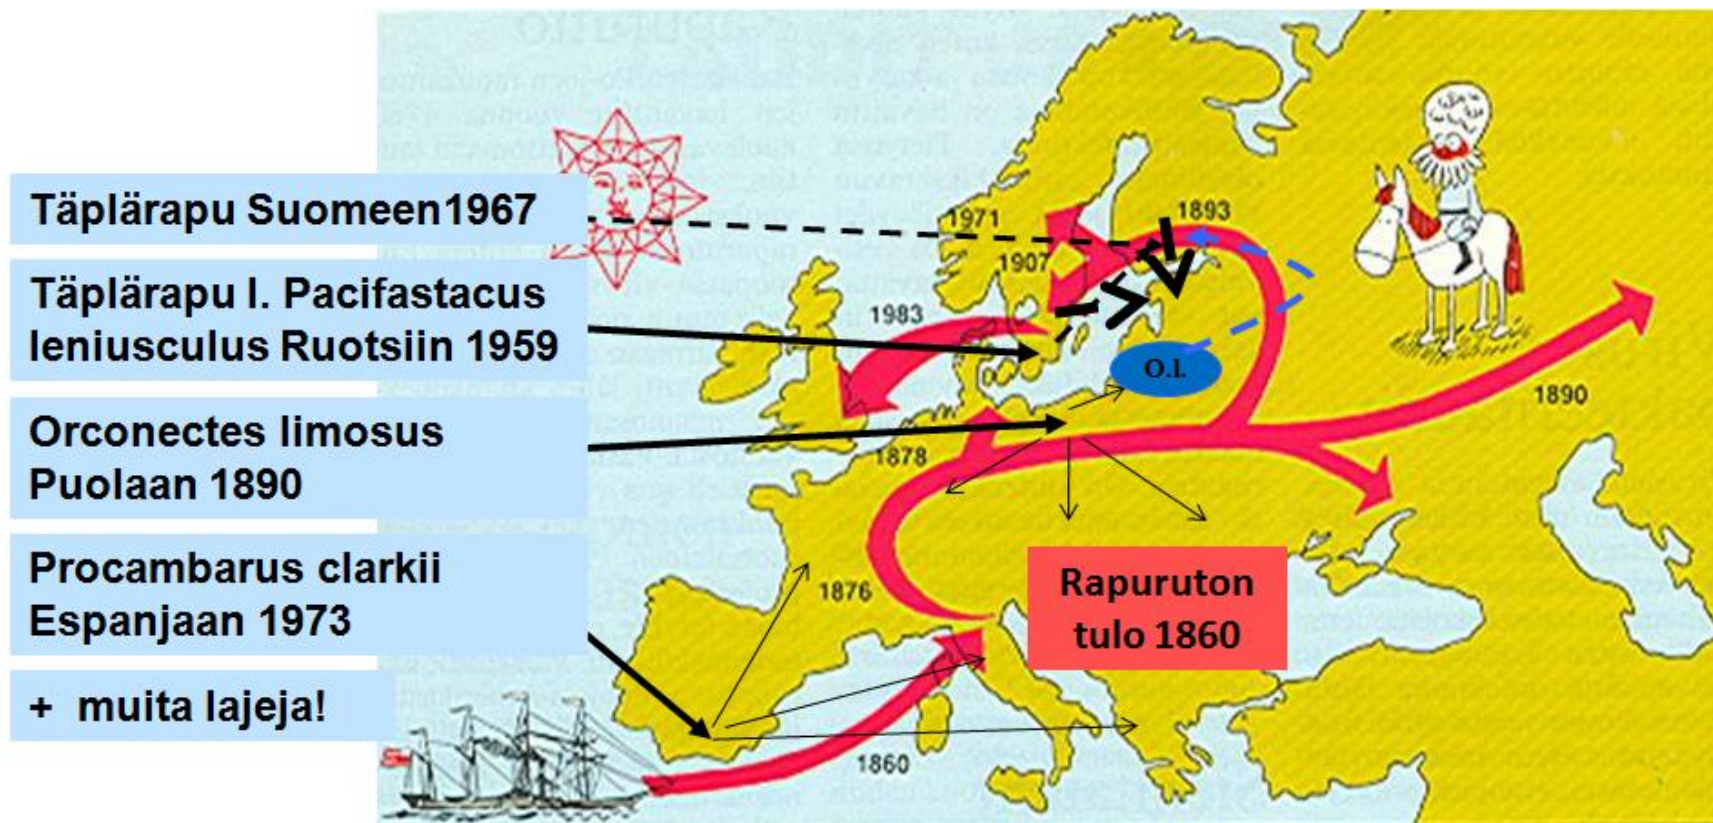 Täplärapu Suomeen1967
Täplärapu l. Pacifastacus
leniusculus Ruotsiin 1959
Orconectes limosus
Puolaan 1890
Procambarus clarkii
Espanjaan 1973
+ muita lajeja!
1971
1893
1907
1983
O.l.
1890
1878
1876
Rapuruton
tulo 1860
1860